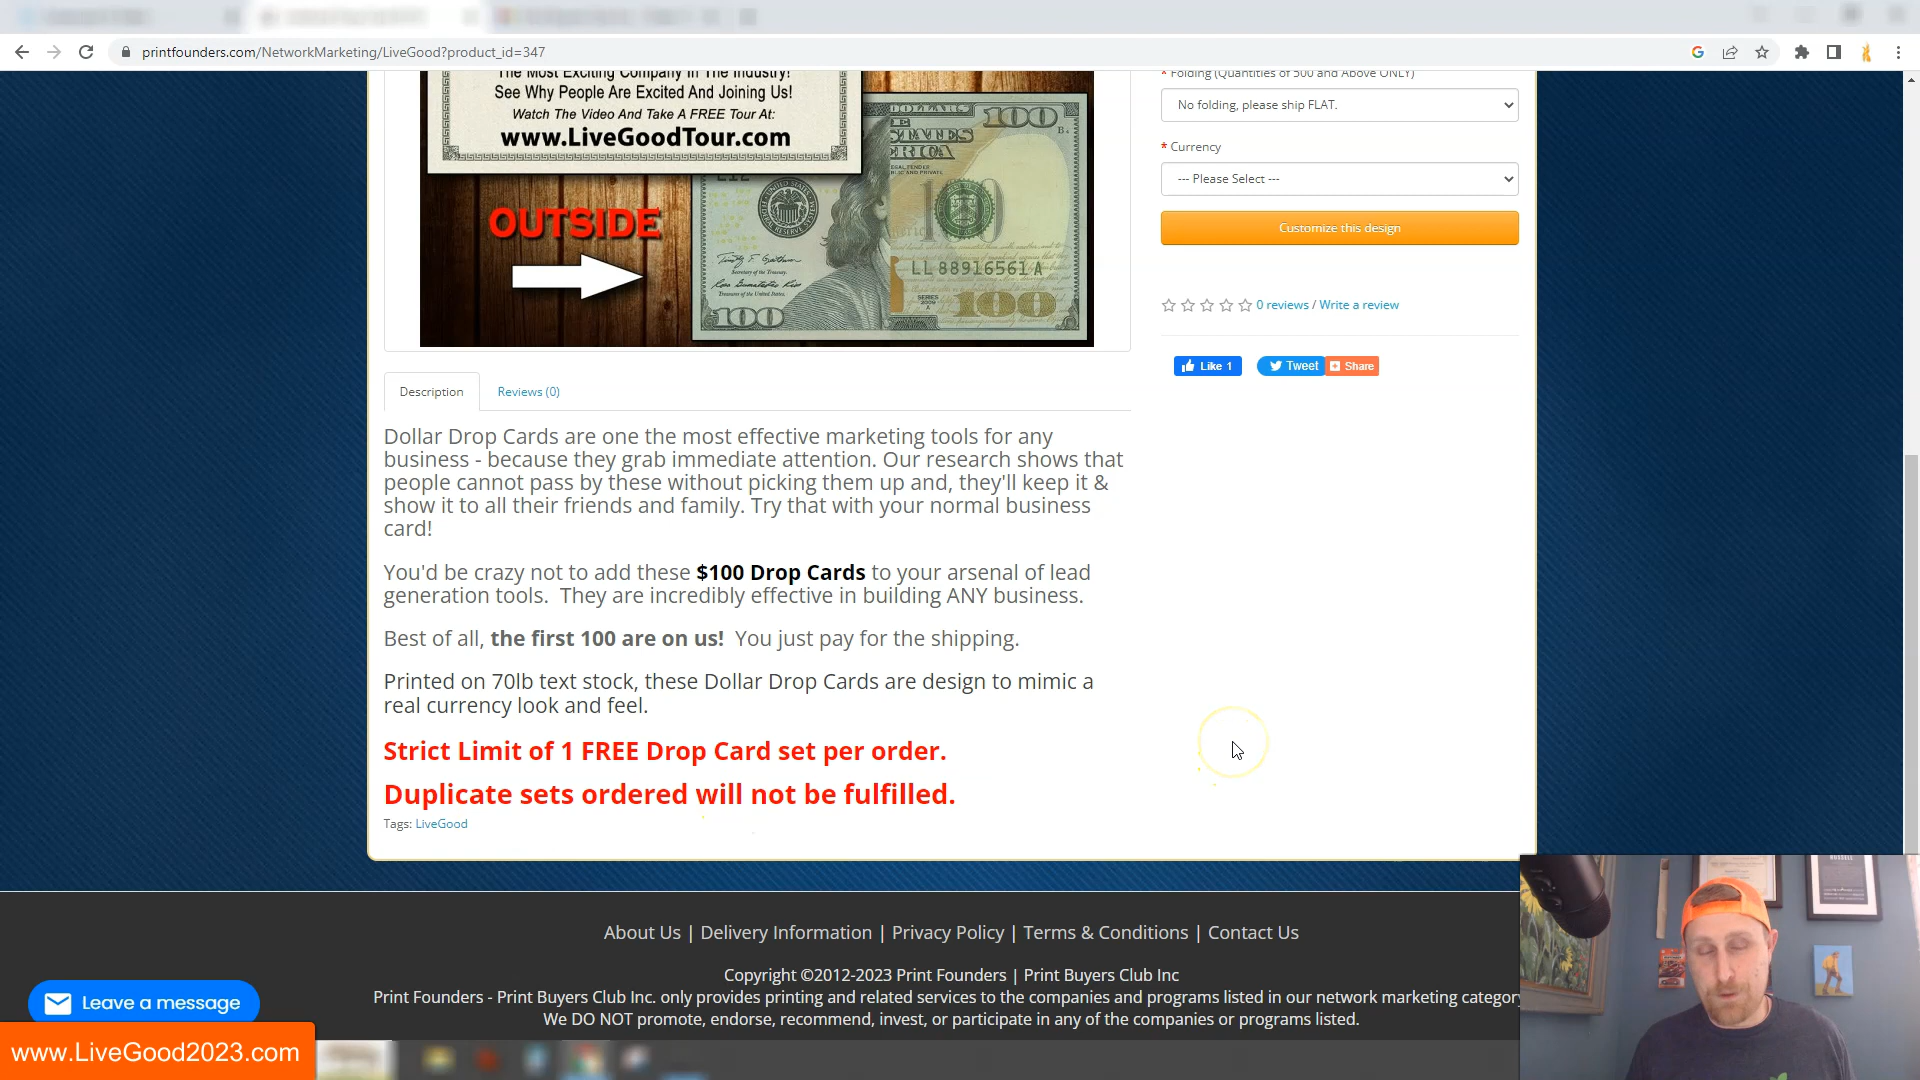 printfounders.com/NetworkMarketing/LiveGood?product_id=347
The Most Exciting Company In The Industry!
See Why People Are Excited And Joining Us!
Watch The Video And Take A FREE Tour At:
www.LiveGoodTour.com
OUTSIDE
100
LL 88916561 A
SERIES
100
100
* Folding (Quantities of 500 and Above ONLY)
No folding, please ship FLAT.
* Currency
--- Please Select ---
Customize this design
0 reviews / Write a review
Like 1
Tweet
Share
Description
Reviews (0)
Dollar Drop Cards are one the most effective marketing tools for any
business - because they grab immediate attention. Our research shows that
people cannot pass by these without picking them up and, they'll keep it &
show it to all their friends and family. Try that with your normal business
card!
You'd be crazy not to add these $100 Drop Cards to your arsenal of lead
generation tools.  They are incredibly effective in building ANY business.
Best of all, the first 100 are on us!  You just pay for the shipping.
Printed on 70lb text stock, these Dollar Drop Cards are design to mimic a
real currency look and feel.
Strict Limit of 1 FREE Drop Card set per order.
Duplicate sets ordered will not be fulfilled.
Tags: LiveGood
About Us | Delivery Information | Privacy Policy | Terms & Conditions | Contact Us
Copyright ©2012-2023 Print Founders | Print Buyers Club Inc
Print Founders - Print Buyers Club Inc. only provides printing and related services to the companies and programs listed in our network marketing category
We DO NOT promote, endorse, recommend, invest, or participate in any of the companies or programs listed.
Leave a message
www.LiveGood2023.com